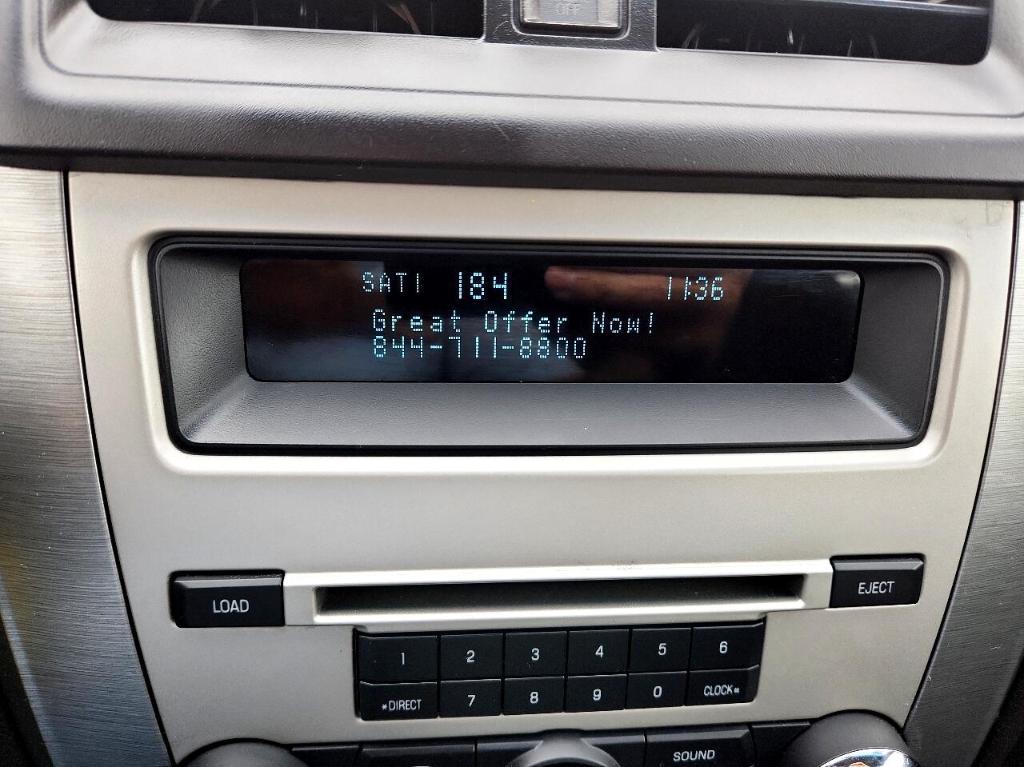 OFF
SAT1 184 11:36
Great Offer Now!
844-711-8800
LOAD
EJECT
1 2 3 4 5 6
*DIRECT 7 8 9 0 CLOCK*
SOUND